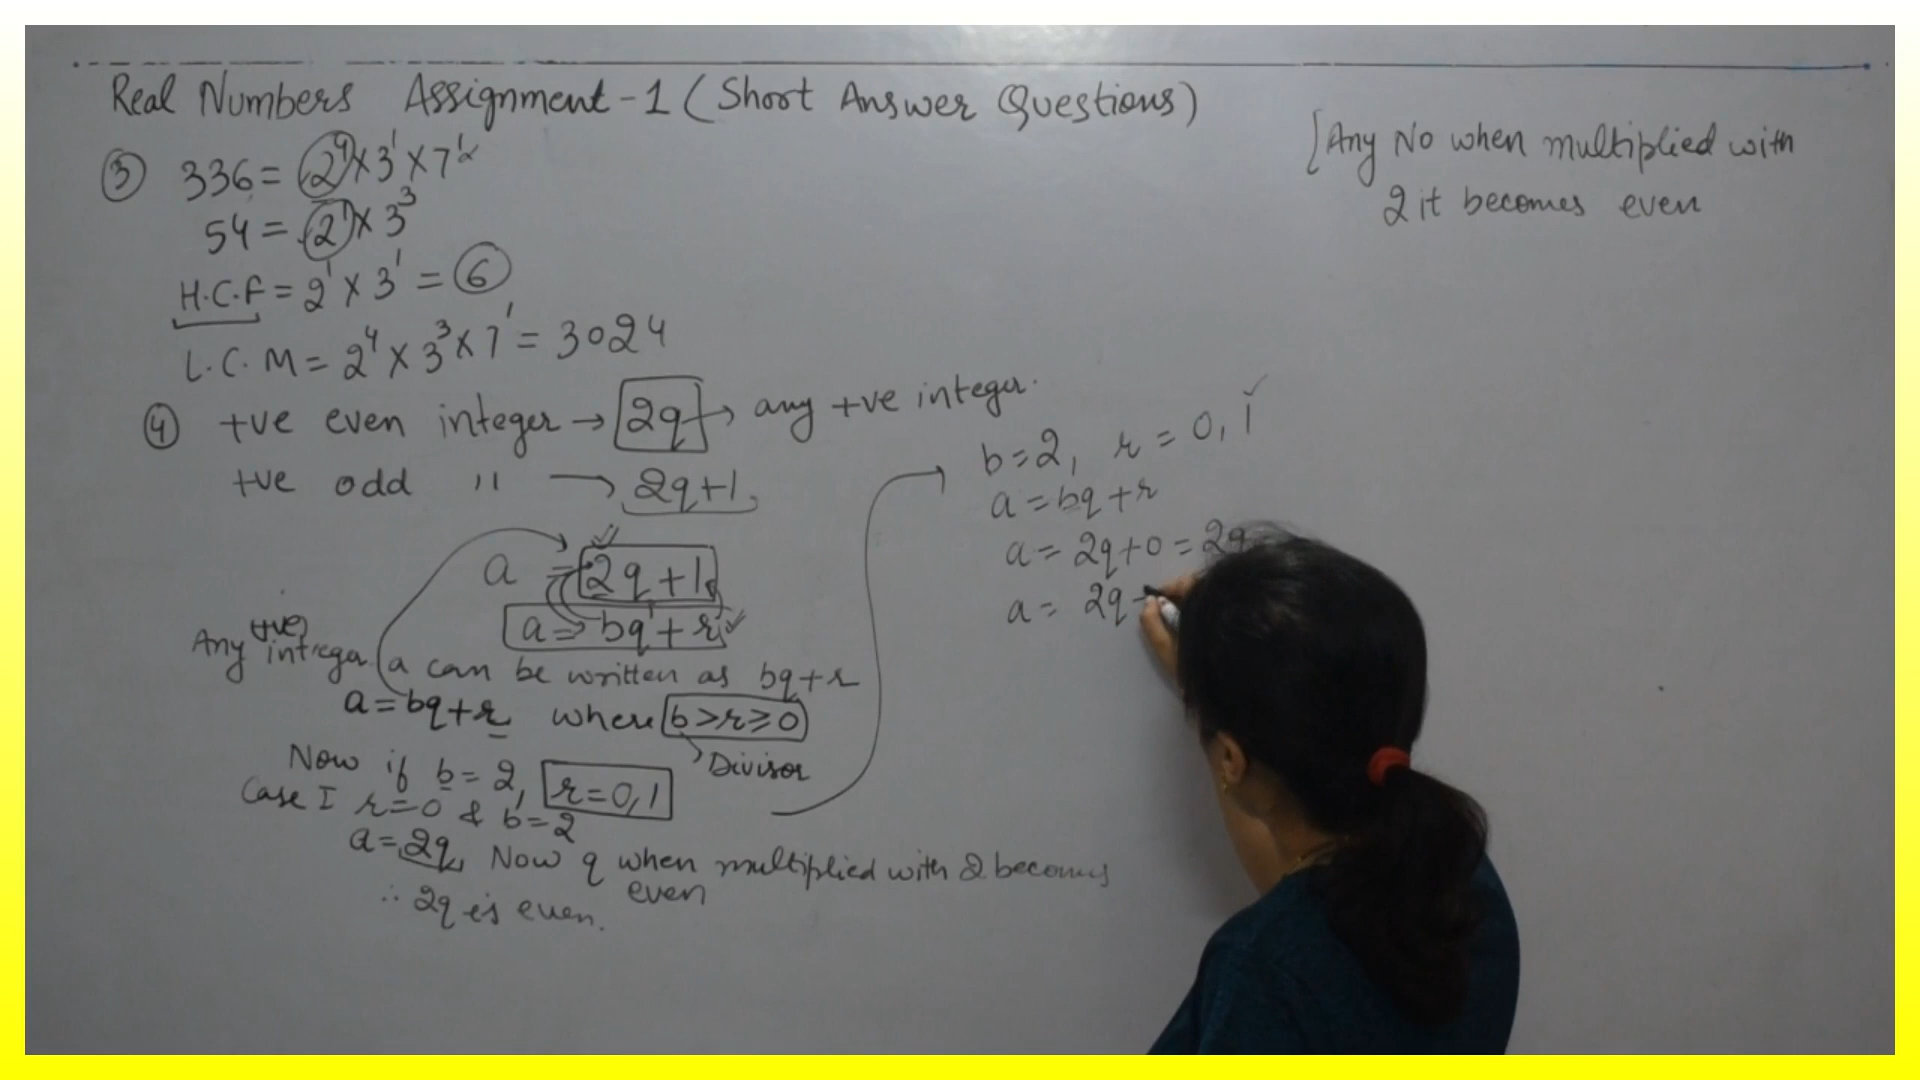 Real Numbers Assignment-1 (Short Answer Questions)
[Any No when multiplied with
2 it becomes even
③ 336 = 2⁴ × 3¹ × 7¹
54 = 2¹ × 3³
H.C.F = 2¹ × 3¹ = 6
L.C.M = 2⁴ × 3³ × 7¹ = 3024
④ +ve even integer → 2q → any +ve integer.
+ve odd " → 2q+1
a = 2q+1
a = bq+r
Any +ve integer a can be written as bq+r
a = bq+r where b>r≥0
Divisor
Now if b=2, r=0,1
Case I r=0 & b=2
a=2q, Now q when multiplied with 2 becomes
even
∴ 2q is even.
b=2, r=0,1
a=bq+r
a= 2q+0 = 2q
a= 2q